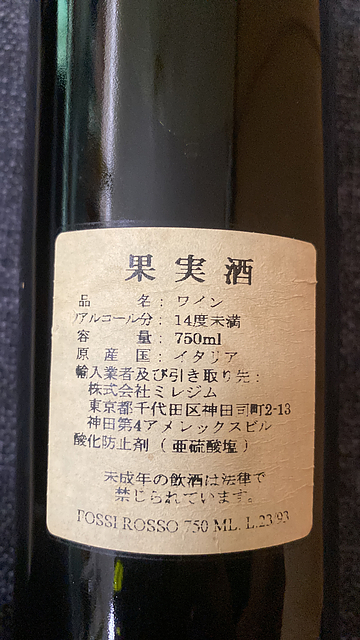 果実酒
品名：ワイン
アルコール分：14度未満
容量：750ml
原産国：イタリア
輸入業者及び引き取り先：
株式会社ミレジム
東京都千代田区神田司町2-13
神田第4アメレックスビル
酸化防止剤（亜硫酸塩）
未成年の飲酒は法律で
禁じられています。
FOSSI ROSSO 750 ML. L.23/93